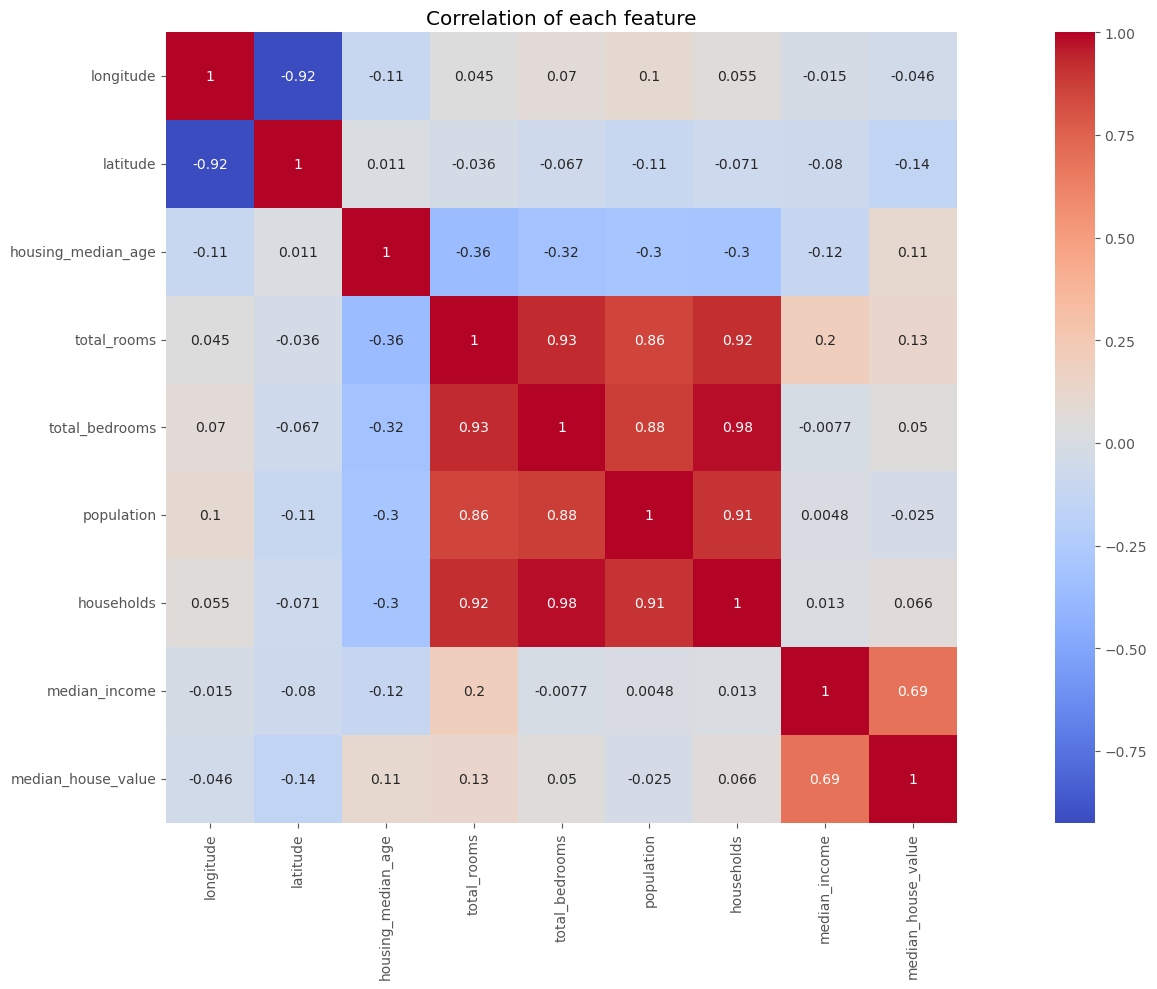 Correlation of each feature
longitude 1 -0.92 -0.11 0.045 0.07 0.1 0.055 -0.015 -0.046
latitude -0.92 1 0.011 -0.036 -0.067 -0.11 -0.071 -0.08 -0.14
housing_median_age -0.11 0.011 1 -0.36 -0.32 -0.3 -0.3 -0.12 0.11
total_rooms 0.045 -0.036 -0.36 1 0.93 0.86 0.92 0.2 0.13
total_bedrooms 0.07 -0.067 -0.32 0.93 1 0.88 0.98 -0.0077 0.05
population 0.1 -0.11 -0.3 0.86 0.88 1 0.91 0.0048 -0.025
households 0.055 -0.071 -0.3 0.92 0.98 0.91 1 0.013 0.066
median_income -0.015 -0.08 -0.12 0.2 -0.0077 0.0048 0.013 1 0.69
median_house_value -0.046 -0.14 0.11 0.13 0.05 -0.025 0.066 0.69 1
longitude
latitude
housing_median_age
total_rooms
total_bedrooms
population
households
median_income
median_house_value
1.00
0.75
0.50
0.25
0.00
−0.25
−0.50
−0.75